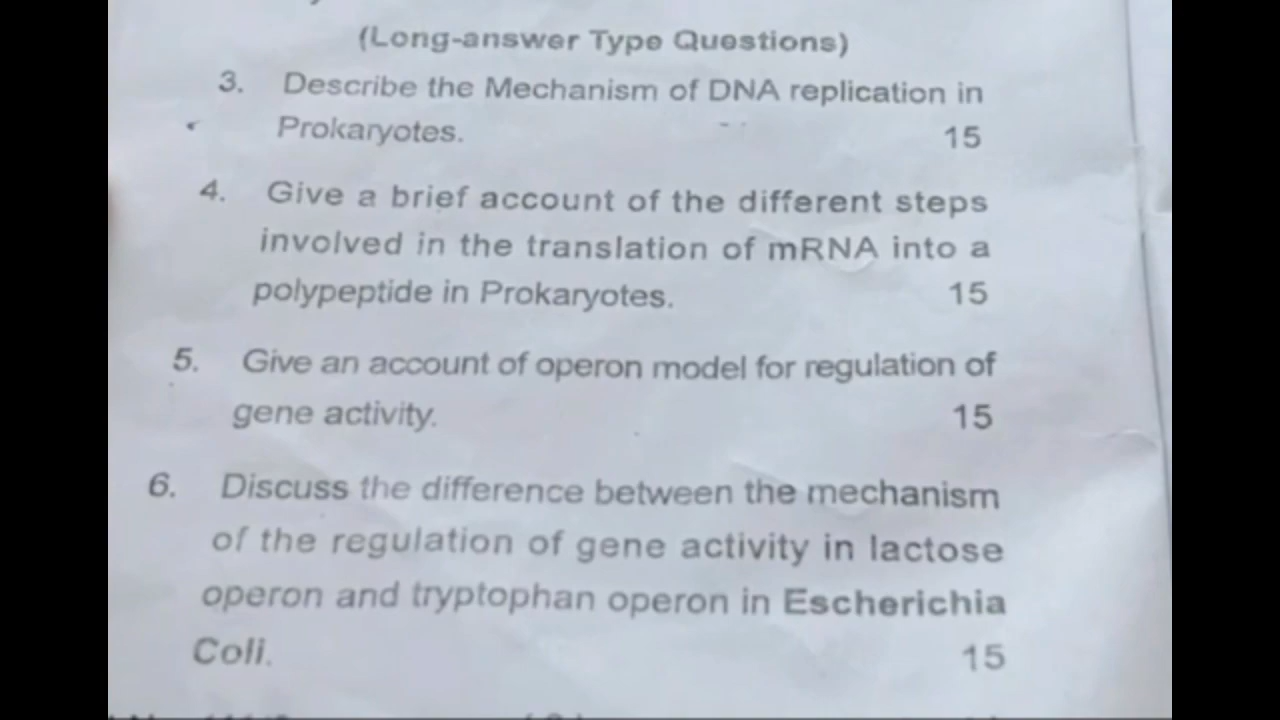 (Long-answer Type Questions)
3. Describe the Mechanism of DNA replication in
Prokaryotes. 15
4. Give a brief account of the different steps
involved in the translation of mRNA into a
polypeptide in Prokaryotes. 15
5. Give an account of operon model for regulation of
gene activity. 15
6. Discuss the difference between the mechanism
of the regulation of gene activity in lactose
operon and tryptophan operon in Escherichia
Coli. 15